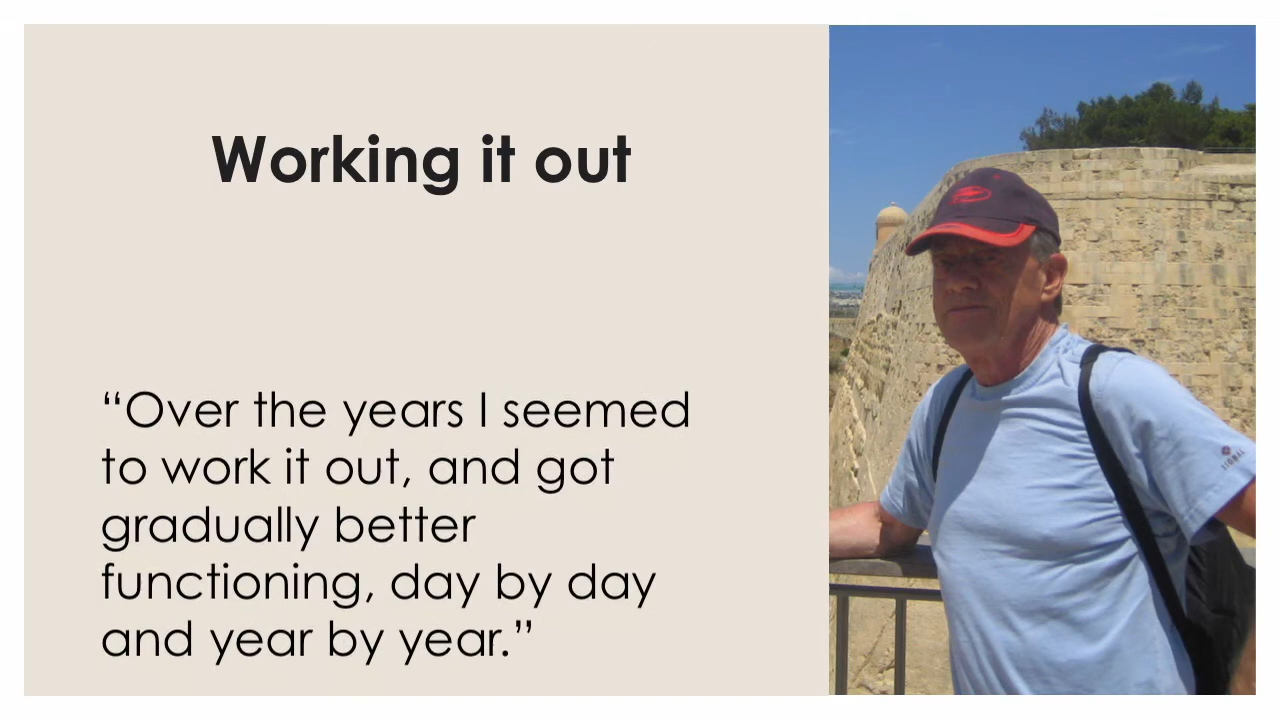 Working it out
“Over the years I seemed
to work it out, and got
gradually better
functioning, day by day
and year by year.”
SIGNAL